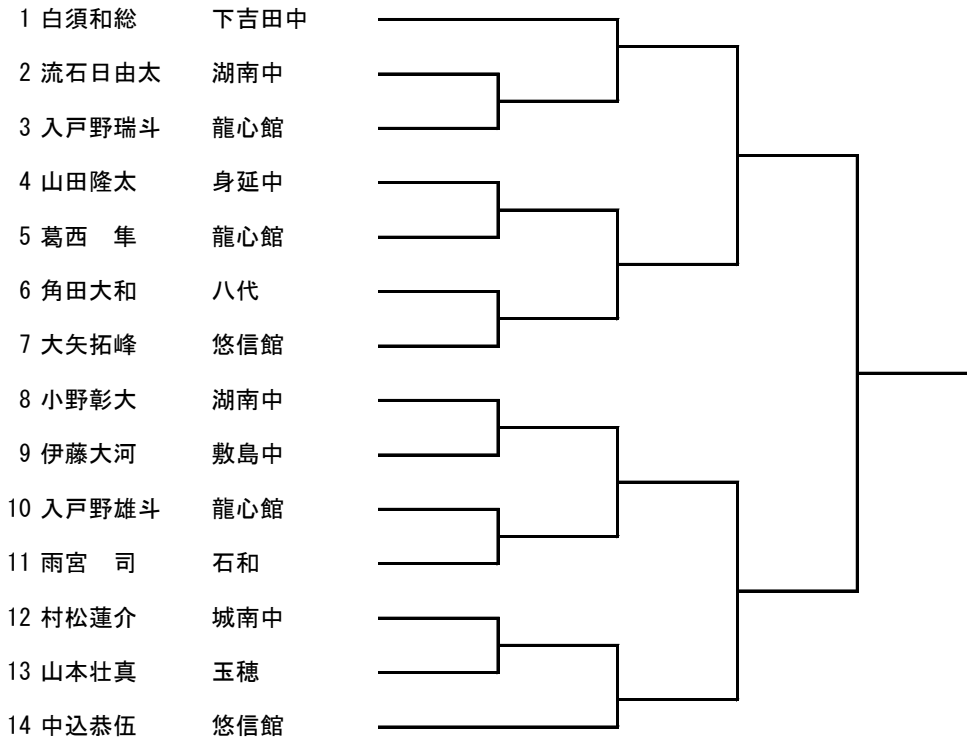 1 白須和総 下吉田中
2 流石日由太 湖南中
3 入戸野瑞斗 龍心館
4 山田隆太 身延中
5 葛西　隼 龍心館
6 角田大和 八代
7 大矢拓峰 悠信館
8 小野彰大 湖南中
9 伊藤大河 敷島中
10 入戸野雄斗 龍心館
11 雨宮　司 石和
12 村松蓮介 城南中
13 山本壮真 玉穂
14 中込恭伍 悠信館